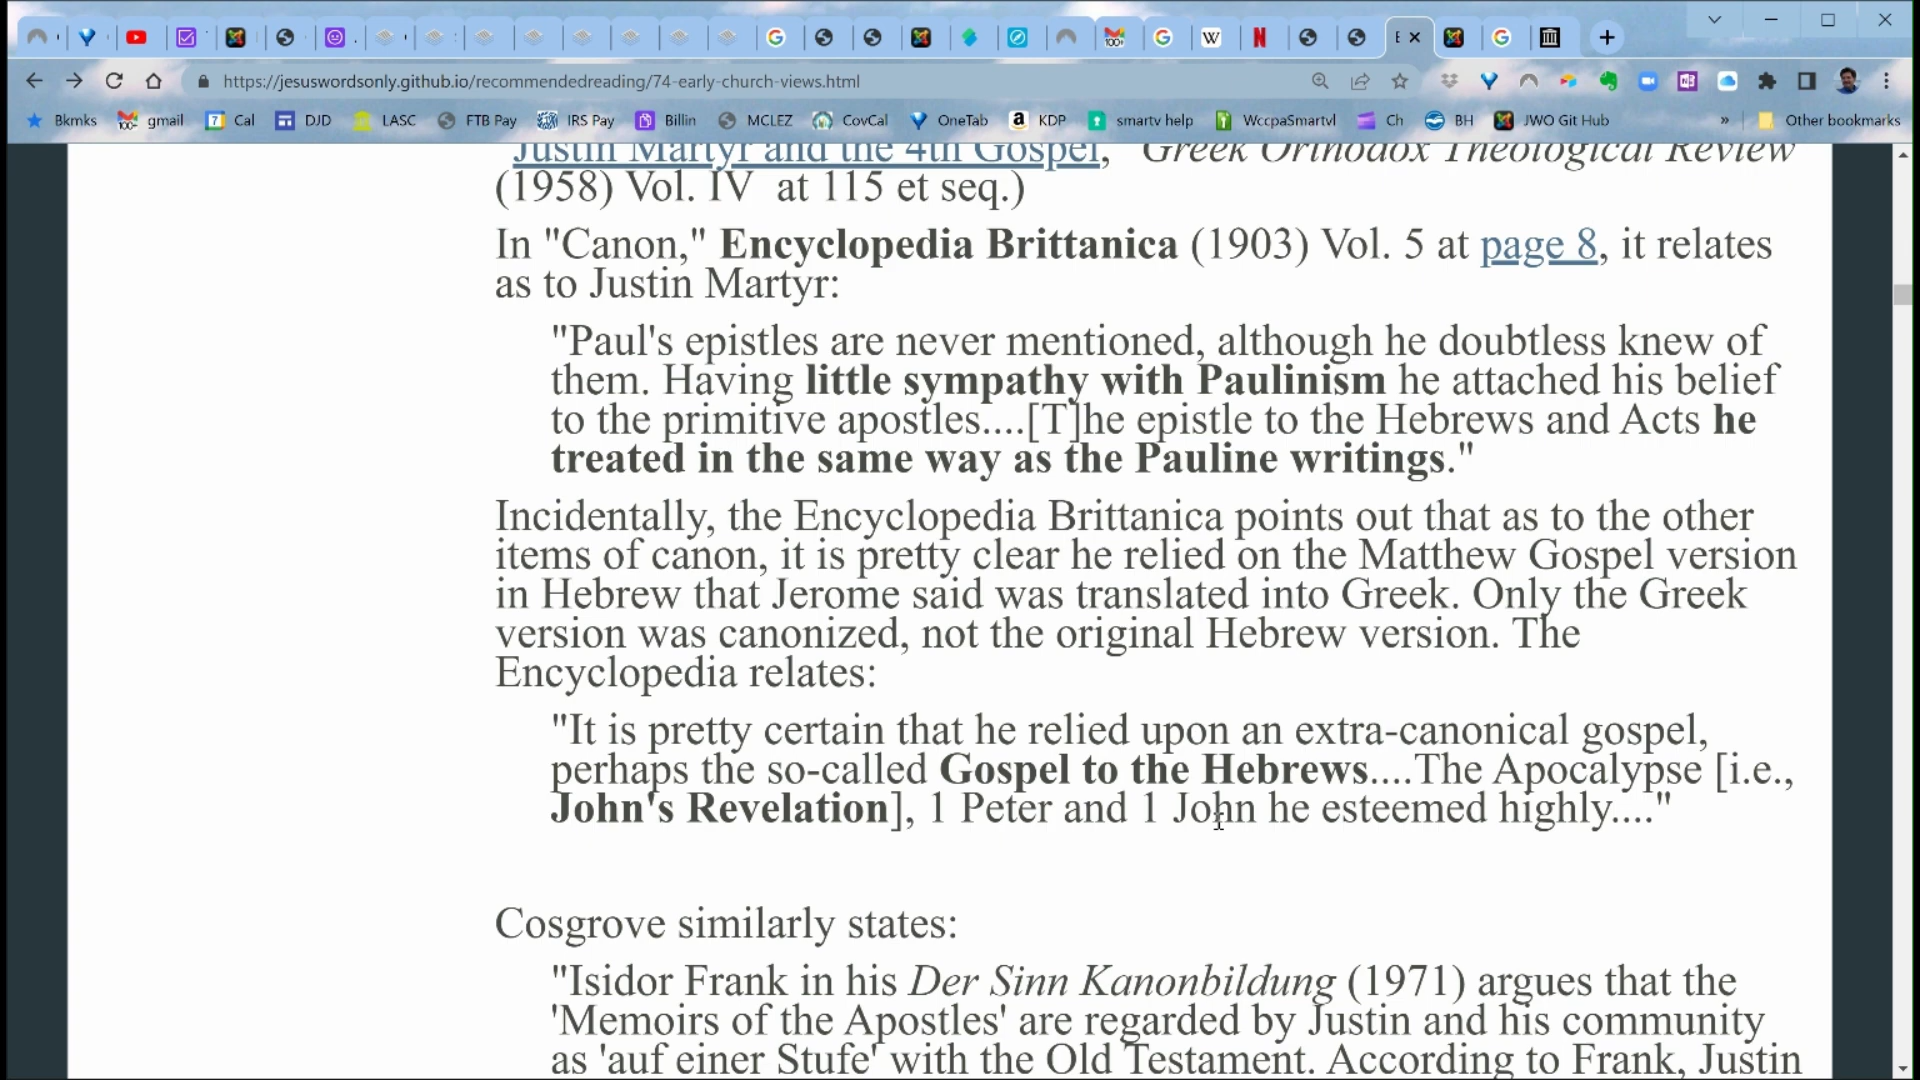 E
https://jesuswordsonly.github.io/recommendedreading/74-early-church-views.html
Bkmks gmail Cal DJD LASC FTB Pay IRS Pay Billin MCLEZ CovCal OneTab KDP smartv help WccpaSmartvl Ch BH JWO Git Hub » Other bookmarks
Justin Martyr and the 4th Gospel, "Greek Orthodox Theological Review
(1958) Vol. IV at 115 et seq.)
In "Canon," Encyclopedia Brittanica (1903) Vol. 5 at page 8, it relates
as to Justin Martyr:
"Paul's epistles are never mentioned, although he doubtless knew of
them. Having little sympathy with Paulinism he attached his belief
to the primitive apostles....[T]he epistle to the Hebrews and Acts he
treated in the same way as the Pauline writings."
Incidentally, the Encyclopedia Brittanica points out that as to the other
items of canon, it is pretty clear he relied on the Matthew Gospel version
in Hebrew that Jerome said was translated into Greek. Only the Greek
version was canonized, not the original Hebrew version. The
Encyclopedia relates:
"It is pretty certain that he relied upon an extra-canonical gospel,
perhaps the so-called Gospel to the Hebrews....The Apocalypse [i.e.,
John's Revelation], 1 Peter and 1 John he esteemed highly...."
Cosgrove similarly states:
"Isidor Frank in his Der Sinn Kanonbildung (1971) argues that the
'Memoirs of the Apostles' are regarded by Justin and his community
as 'auf einer Stufe' with the Old Testament. According to Frank, Justin